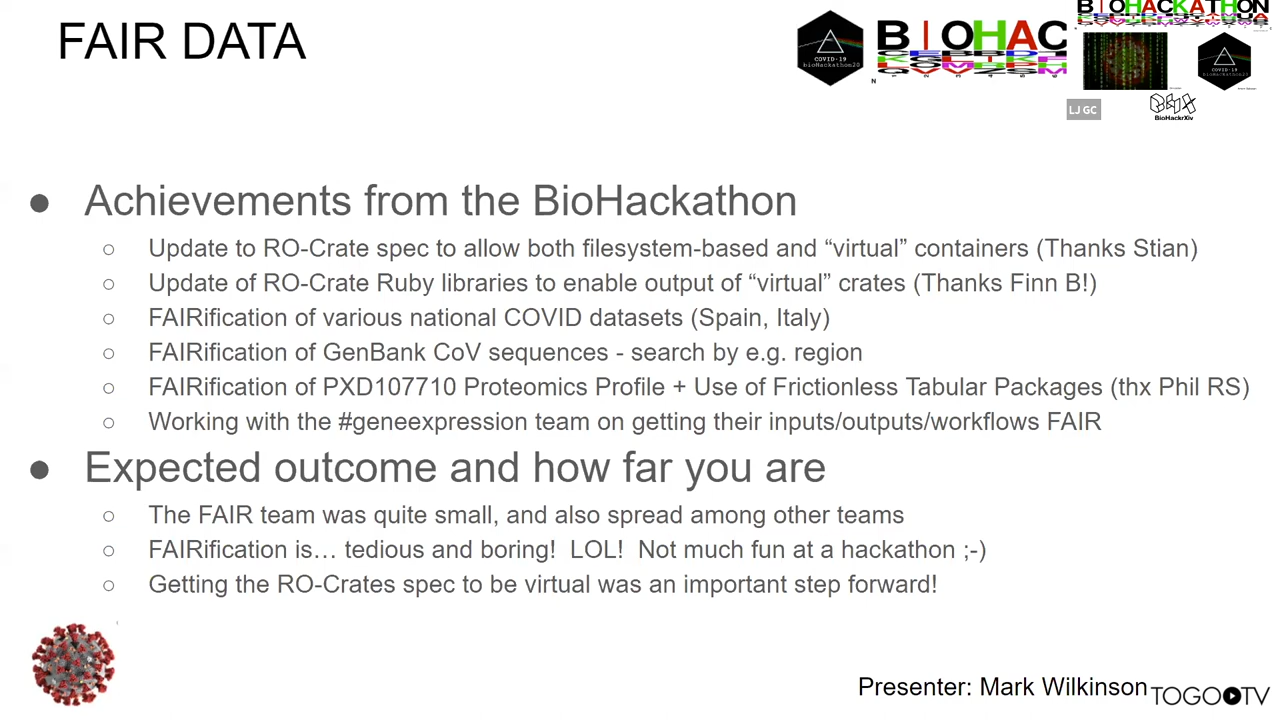 FAIR DATA
COVID-19
bioHackathon20
BIOHAC
BIOHACKATHON
LJ GC
BioHackrXiv
● Achievements from the BioHackathon
○ Update to RO-Crate spec to allow both filesystem-based and “virtual” containers (Thanks Stian)
○ Update of RO-Crate Ruby libraries to enable output of “virtual” crates (Thanks Finn B!)
○ FAIRification of various national COVID datasets (Spain, Italy)
○ FAIRification of GenBank CoV sequences - search by e.g. region
○ FAIRification of PXD107710 Proteomics Profile + Use of Frictionless Tabular Packages (thx Phil RS)
○ Working with the #geneexpression team on getting their inputs/outputs/workflows FAIR
● Expected outcome and how far you are
○ The FAIR team was quite small, and also spread among other teams
○ FAIRification is… tedious and boring! LOL! Not much fun at a hackathon ;-)
○ Getting the RO-Crates spec to be virtual was an important step forward!
Presenter: Mark Wilkinson
TOGO TV